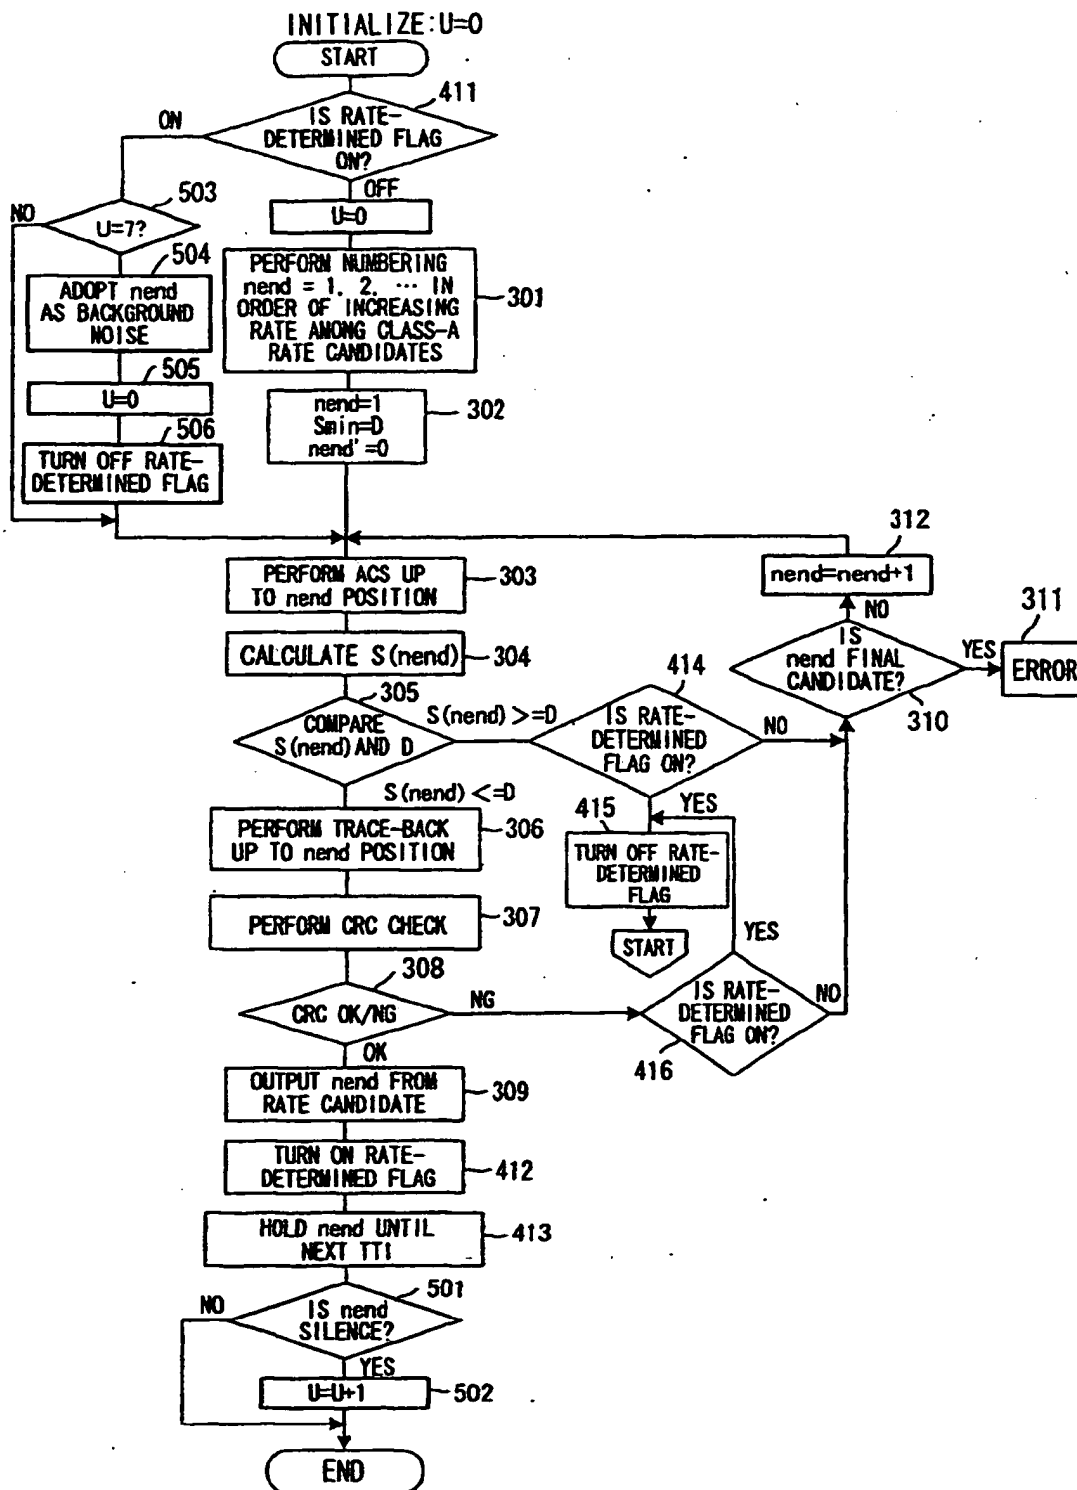 INITIALIZE:U=0
START
411
IS RATE-
DETERMINED FLAG
ON?
ON
OFF
503
NO
U=7?
U=0
504
ADOPT nend
AS BACKGROUND
NOISE
PERFORM NUMBERING
nend = 1, 2, ··· IN
ORDER OF INCREASING
RATE AMONG CLASS-A
RATE CANDIDATES
301
505
U=0
nend=1
Smin=D
nend'=0
302
506
TURN OFF RATE-
DETERMINED FLAG
312
nend=nend+1
NO
PERFORM ACS UP
TO nend POSITION
303
311
IS
nend FINAL
CANDIDATE?
YES
ERROR
310
CALCULATE S(nend)
304
305
COMPARE
S(nend)AND D
S(nend)>=D
414
IS RATE-
DETERMINED
FLAG ON?
NO
S(nend)<=D
YES
PERFORM TRACE-BACK
UP TO nend POSITION
306
415
TURN OFF RATE-
DETERMINED
FLAG
START
PERFORM CRC CHECK
307
308
CRC OK/NG
NG
YES
IS RATE-
DETERMINED
FLAG ON?
NO
416
OK
OUTPUT nend FROM
RATE CANDIDATE
309
TURN ON RATE-
DETERMINED FLAG
412
HOLD nend UNTIL
NEXT TTI
413
501
NO
IS nend
SILENCE?
YES
U=U+1
502
END